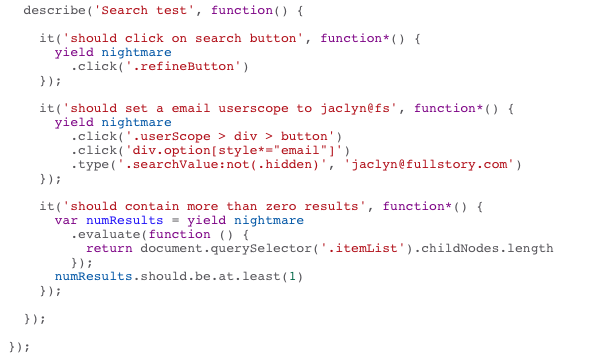 describe('Search test', function() {
it('should click on search button', function*() {
yield nightmare
.click('.refineButton')
});
it('should set a email userscope to jaclyn@fs', function*() {
yield nightmare
.click('.userScope > div > button')
.click('div.option[style*="email"]')
.type('.searchValue:not(.hidden)', 'jaclyn@fullstory.com')
});
it('should contain more than zero results', function*() {
var numResults = yield nightmare
.evaluate(function () {
return document.querySelector('.itemList').childNodes.length
});
numResults.should.be.at.least(1)
});
});
});